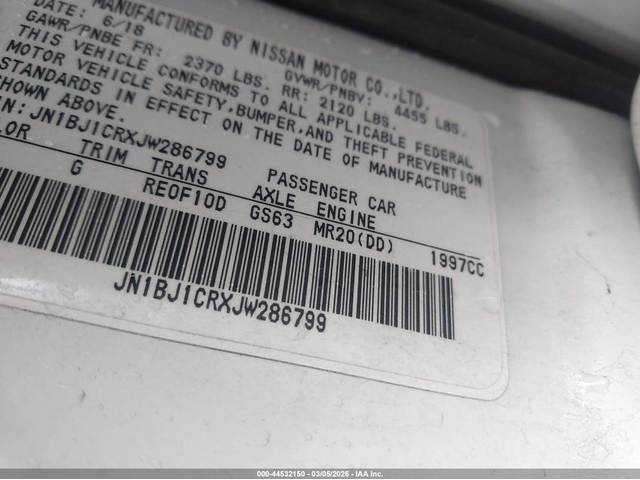 MANUFACTURED BY NISSAN MOTOR CO.,LTD.
DATE: 6/18 GVWR/PNBV: 4455 LBS.
GAWR/PNBE FR: 2370 LBS. RR: 2120 LBS.
THIS VEHICLE CONFORMS TO ALL APPLICABLE FEDERAL
MOTOR VEHICLE SAFETY,BUMPER,AND THEFT PREVENTION
STANDARDS IN EFFECT ON THE DATE OF MANUFACTURE
SHOWN ABOVE.
IN: JN1BJ1CRXJW286799 PASSENGER CAR
LOR TRIM TRANS AXLE ENGINE
G RE0F10D GS63 MR20(DD) 1997CC
JN1BJ1CRXJW286799
000-44532150 - 03/05/2026 - IAA Inc.